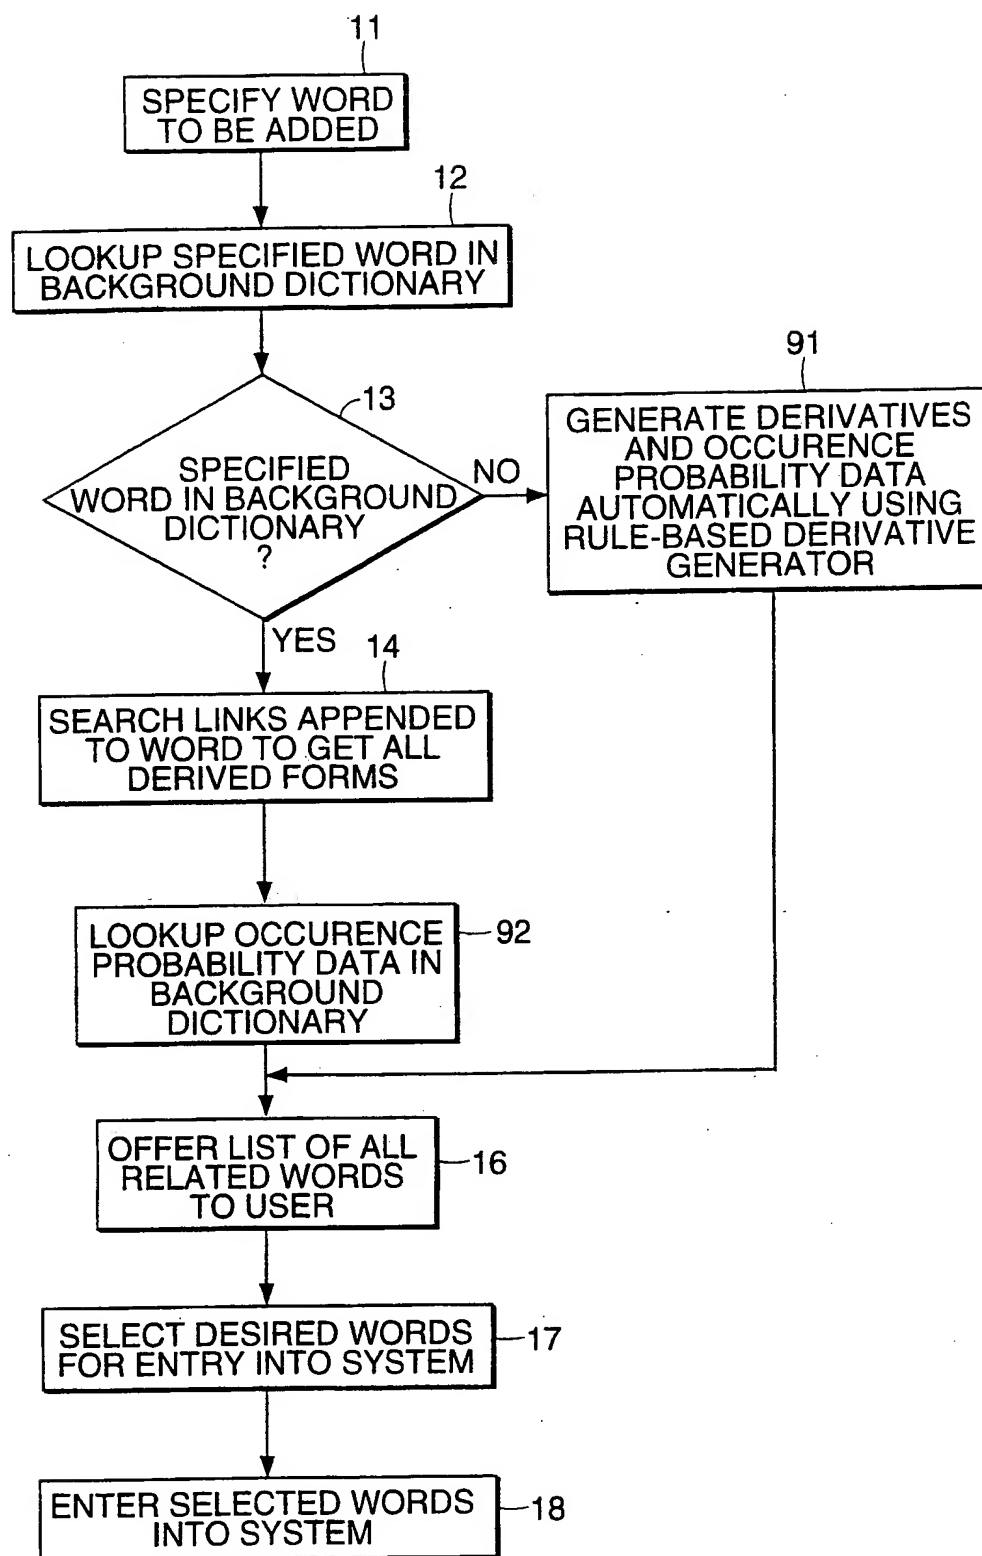 11
SPECIFY WORD
TO BE ADDED
12
LOOKUP SPECIFIED WORD IN
BACKGROUND DICTIONARY
13
SPECIFIED
WORD IN BACKGROUND
DICTIONARY
?
NO
YES
91
GENERATE DERIVATIVES
AND OCCURENCE
PROBABILITY DATA
AUTOMATICALLY USING
RULE-BASED DERIVATIVE
GENERATOR
14
SEARCH LINKS APPENDED
TO WORD TO GET ALL
DERIVED FORMS
LOOKUP OCCURENCE
PROBABILITY DATA IN
BACKGROUND
DICTIONARY
92
OFFER LIST OF ALL
RELATED WORDS
TO USER
16
SELECT DESIRED WORDS
FOR ENTRY INTO SYSTEM
17
ENTER SELECTED WORDS
INTO SYSTEM
18